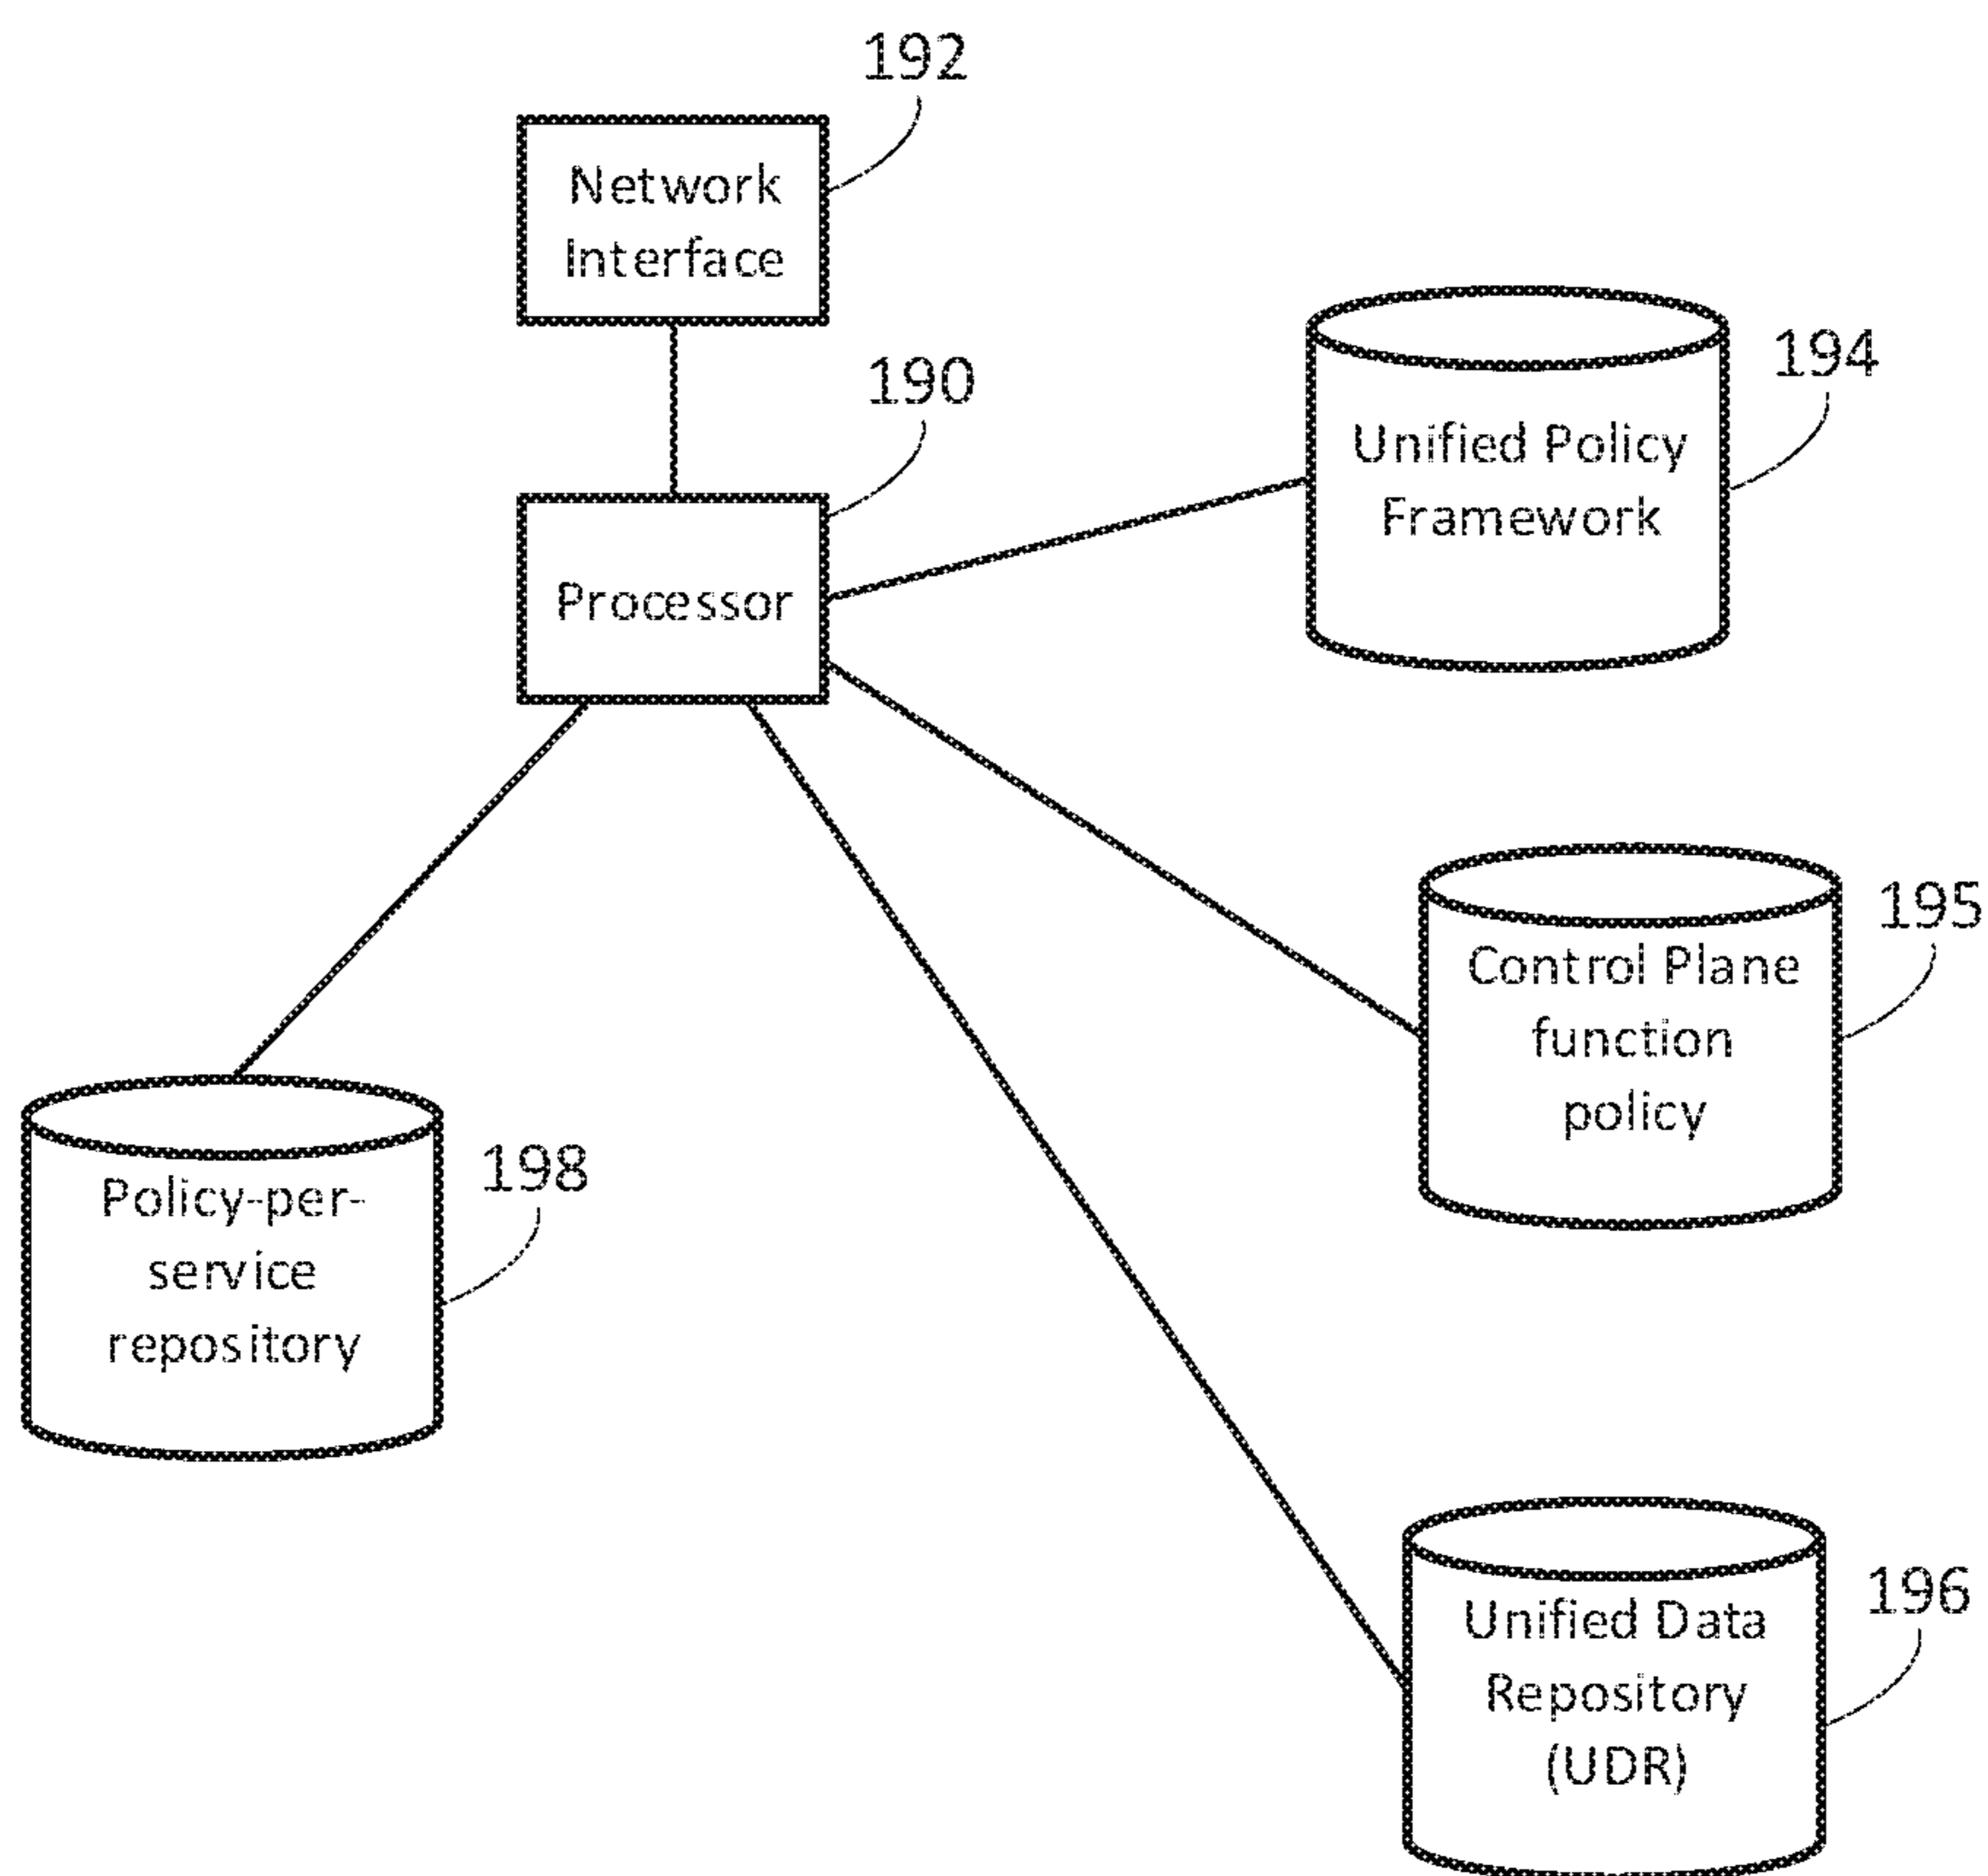 192
Network
Interface
190
Processor
194
Unified Policy
Framework
195
Control Plane
function
policy
198
Policy-per-
service
repository
196
Unified Data
Repository
(UDR)